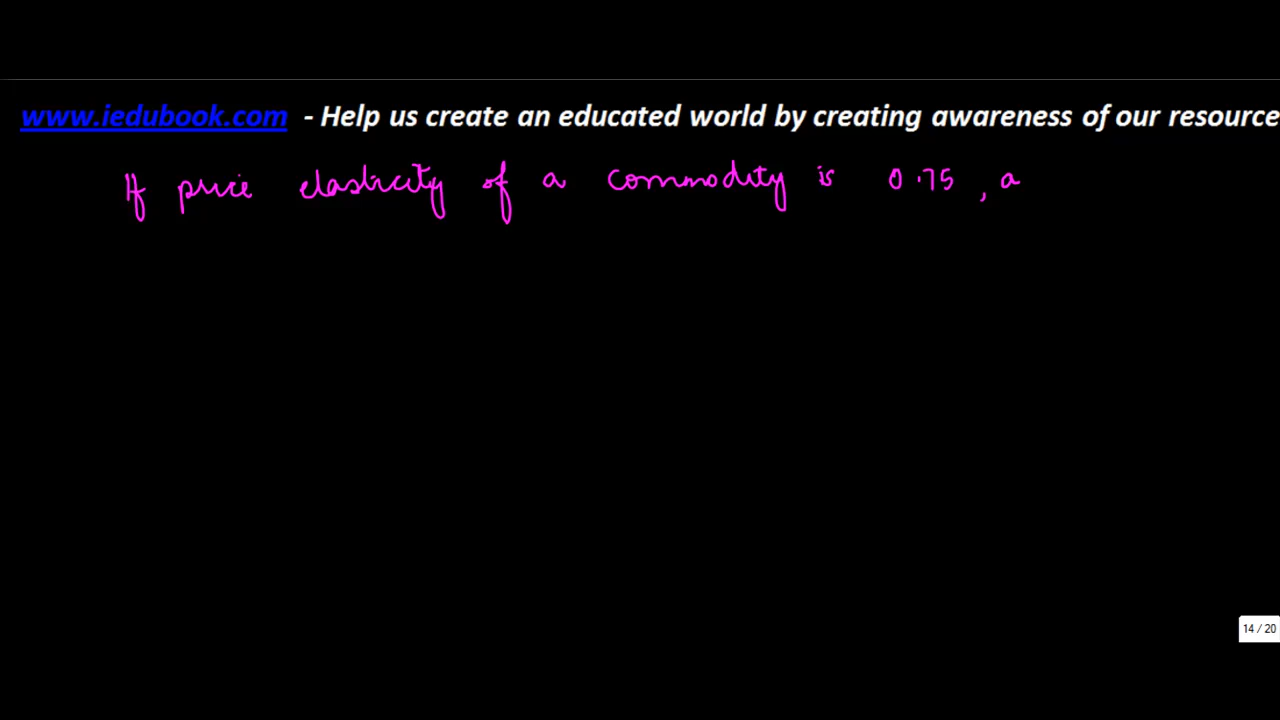 www.iedubook.com - Help us create an educated world by creating awareness of our resource
If price elasticity of a commodity is 0.75, a
14 / 20